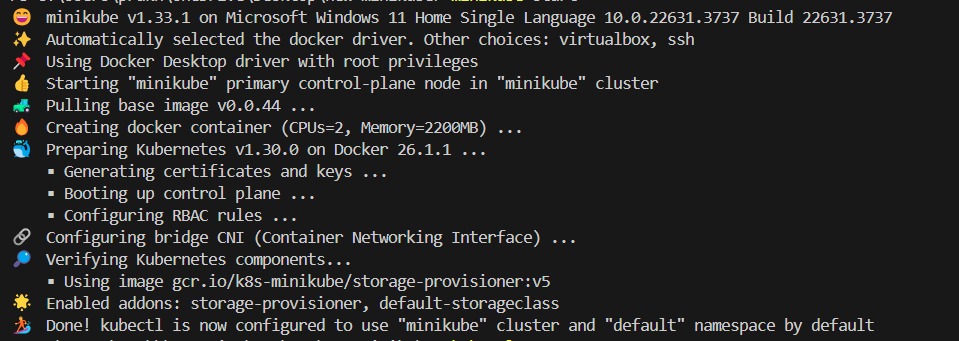 😄 minikube v1.33.1 on Microsoft Windows 11 Home Single Language 10.0.22631.3737 Build 22631.3737
✨ Automatically selected the docker driver. Other choices: virtualbox, ssh
📌 Using Docker Desktop driver with root privileges
👍 Starting "minikube" primary control-plane node in "minikube" cluster
🚜 Pulling base image v0.0.44 ...
🔥 Creating docker container (CPUs=2, Memory=2200MB) ...
🐳 Preparing Kubernetes v1.30.0 on Docker 26.1.1 ...
▪ Generating certificates and keys ...
▪ Booting up control plane ...
▪ Configuring RBAC rules ...
🔗 Configuring bridge CNI (Container Networking Interface) ...
🔎 Verifying Kubernetes components...
▪ Using image gcr.io/k8s-minikube/storage-provisioner:v5
🌟 Enabled addons: storage-provisioner, default-storageclass
🏄 Done! kubectl is now configured to use "minikube" cluster and "default" namespace by default